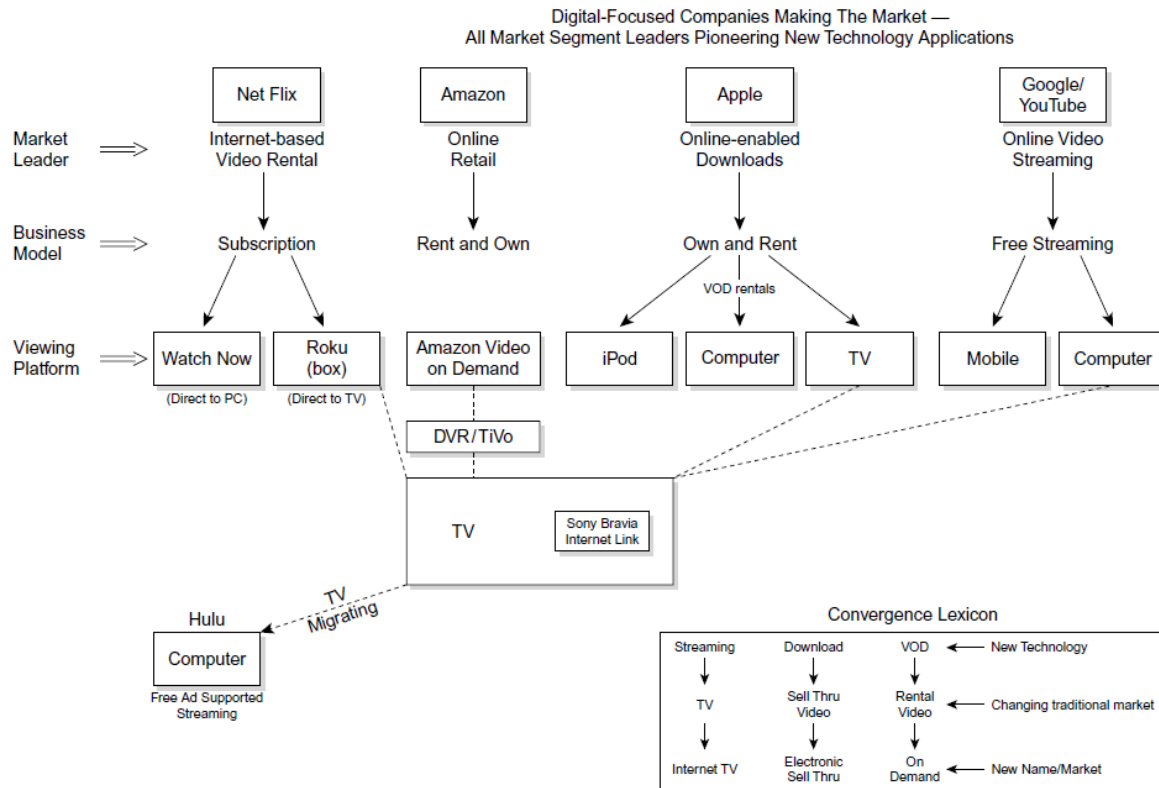 Digital-Focused Companies Making The Market —
All Market Segment Leaders Pioneering New Technology Applications
Net Flix
Amazon
Apple
Google/
YouTube
Market
Leader
Internet-based
Video Rental
Online
Retail
Online-enabled
Downloads
Online Video
Streaming
Business
Model
Subscription
Rent and Own
Own and Rent
Free Streaming
VOD rentals
Viewing
Platform
Watch Now
Roku
(box)
Amazon Video
on Demand
iPod
Computer
TV
Mobile
Computer
(Direct to PC)
(Direct to TV)
DVR/TiVo
TV
Sony Bravia
Internet Link
TV
Migrating
Hulu
Computer
Free Ad Supported
Streaming
Convergence Lexicon
Streaming
Download
VOD
New Technology
TV
Sell Thru
Video
Rental
Video
Changing traditional market
Internet TV
Electronic
Sell Thru
On
Demand
New Name/Market